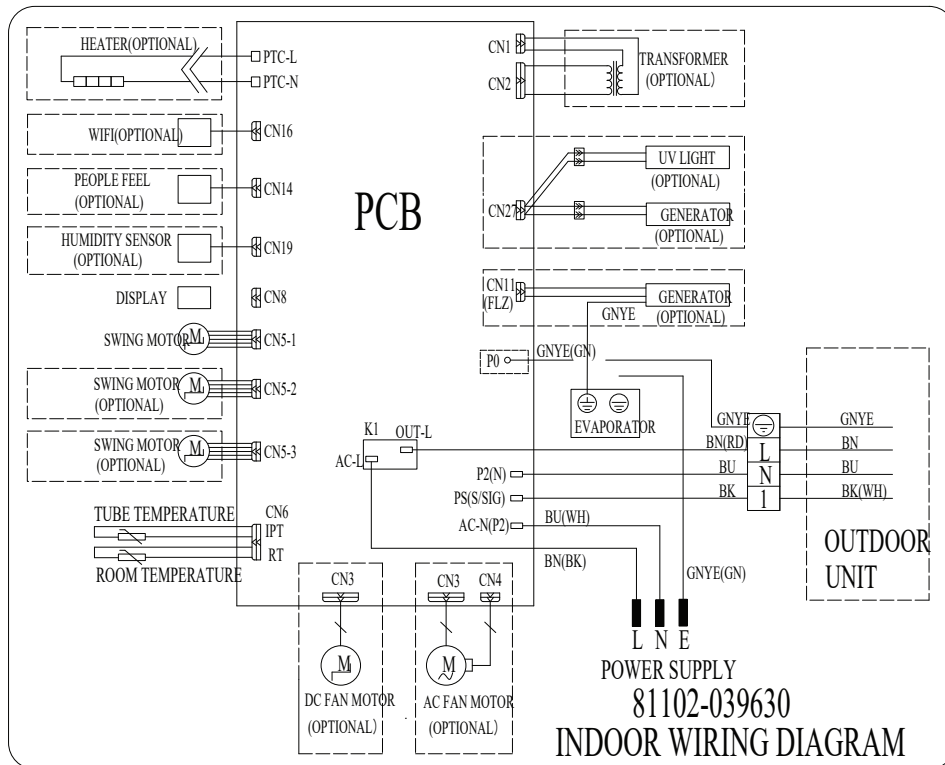 HEATER(OPTIONAL)
PTC-L
PTC-N
WIFI(OPTIONAL)
CN16
PEOPLE FEEL
(OPTIONAL)
CN14
HUMIDITY SENSOR
(OPTIONAL)
CN19
DISPLAY
CN8
SWING MOTOR
M
CN5-1
SWING MOTOR
(OPTIONAL)
M
CN5-2
SWING MOTOR
(OPTIONAL)
M
CN5-3
CN6
TUBE TEMPERATURE
IPT
RT
ROOM TEMPERATURE
PCB
CN1
CN2
TRANSFORMER
(OPTIONAL)
CN27
UV LIGHT
(OPTIONAL)
GENERATOR
(OPTIONAL)
CN11
(FLZ)
GENERATOR
(OPTIONAL)
GNYE
P0
GNYE(GN)
EVAPORATOR
K1
OUT-L
AC-L
P2(N)
PS(S/SIG)
AC-N(P2)
BU(WH)
BN(BK)
GNYE(GN)
GNYE
BN(RD)
BU
BK
L
N
1
GNYE
BN
BU
BK(WH)
OUTDOOR
UNIT
CN3
M
DC FAN MOTOR
(OPTIONAL)
CN3
CN4
M
AC FAN MOTOR
(OPTIONAL)
L N E
POWER SUPPLY
81102-039630
INDOOR WIRING DIAGRAM